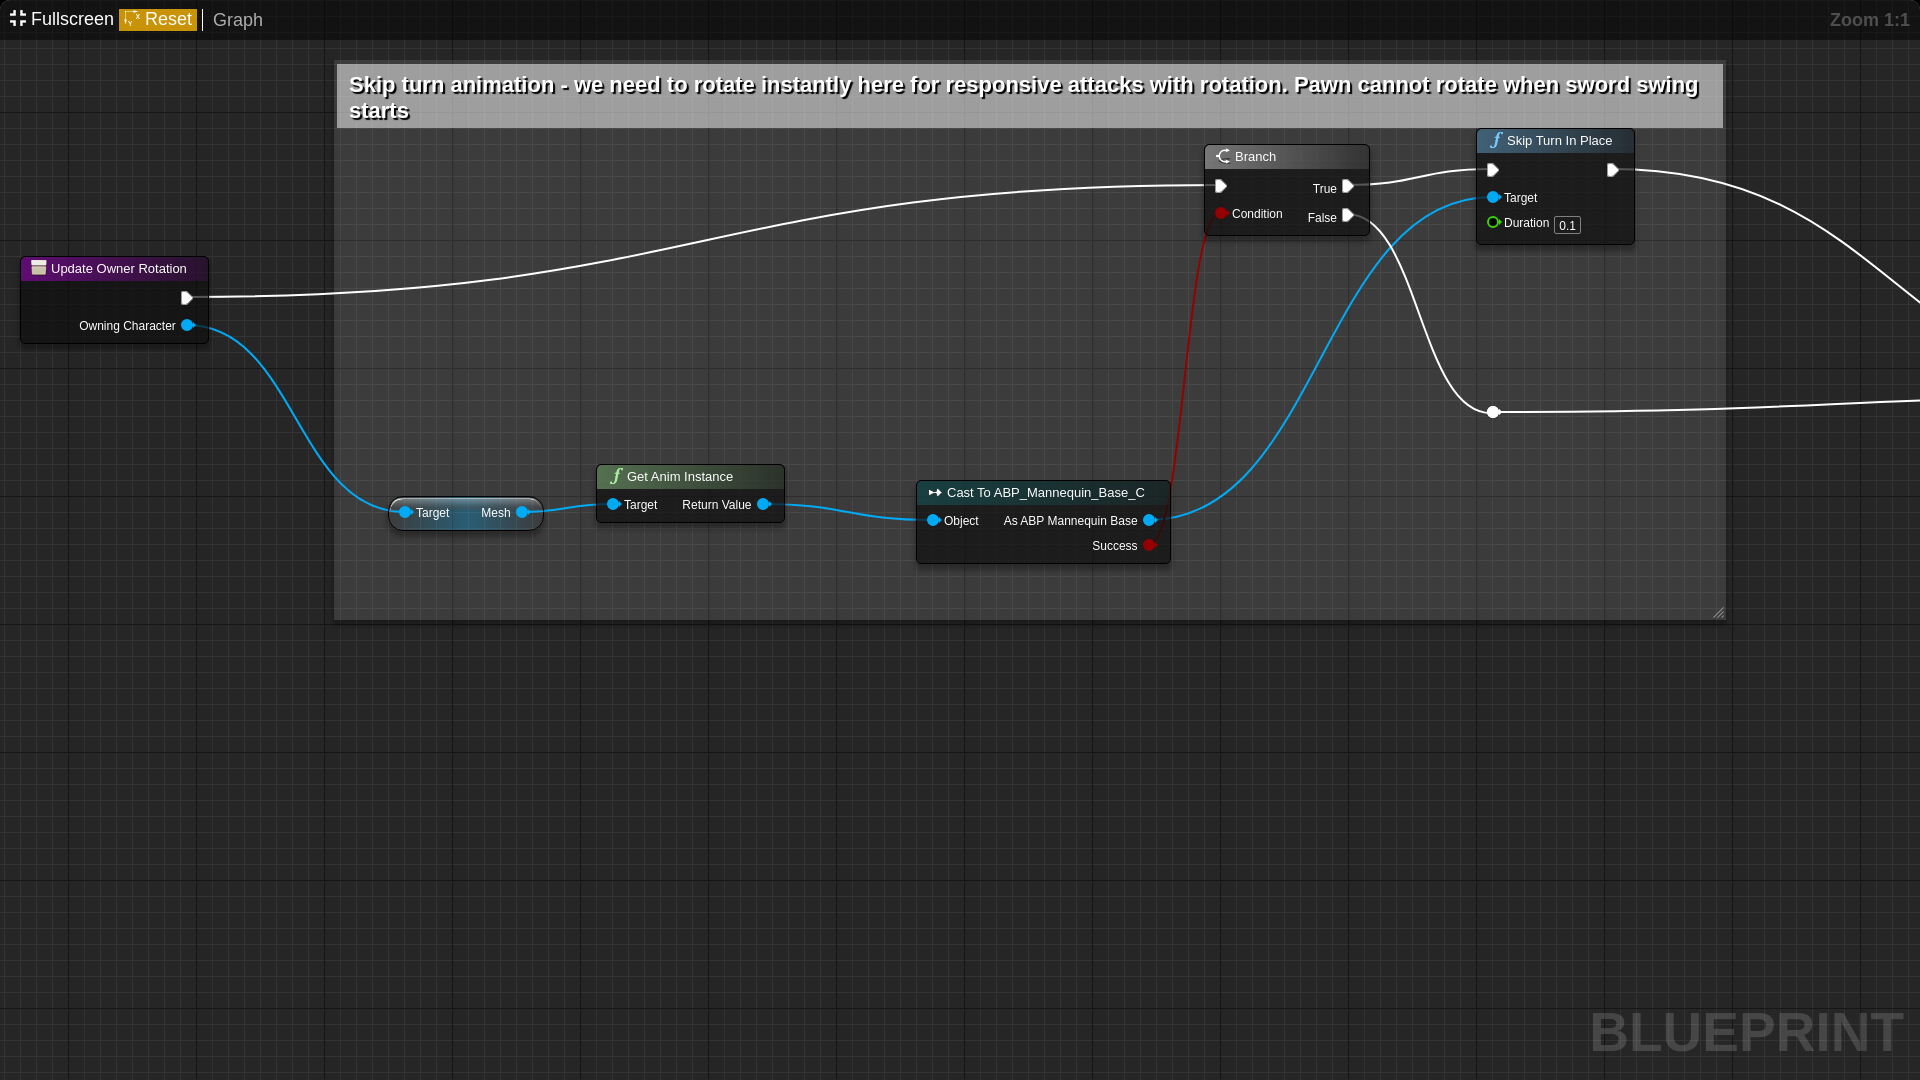 Fullscreen Reset Graph Zoom 1:1
Skip turn animation - we need to rotate instantly here for responsive attacks with rotation. Pawn cannot rotate when sword swing
starts
Update Owner Rotation
Owning Character
Target Mesh
Get Anim Instance
Target Return Value
Cast To ABP_Mannequin_Base_C
Object As ABP Mannequin Base
Success
Branch
True
Condition False
Skip Turn In Place
Target
Duration 0.1
BLUEPRINT